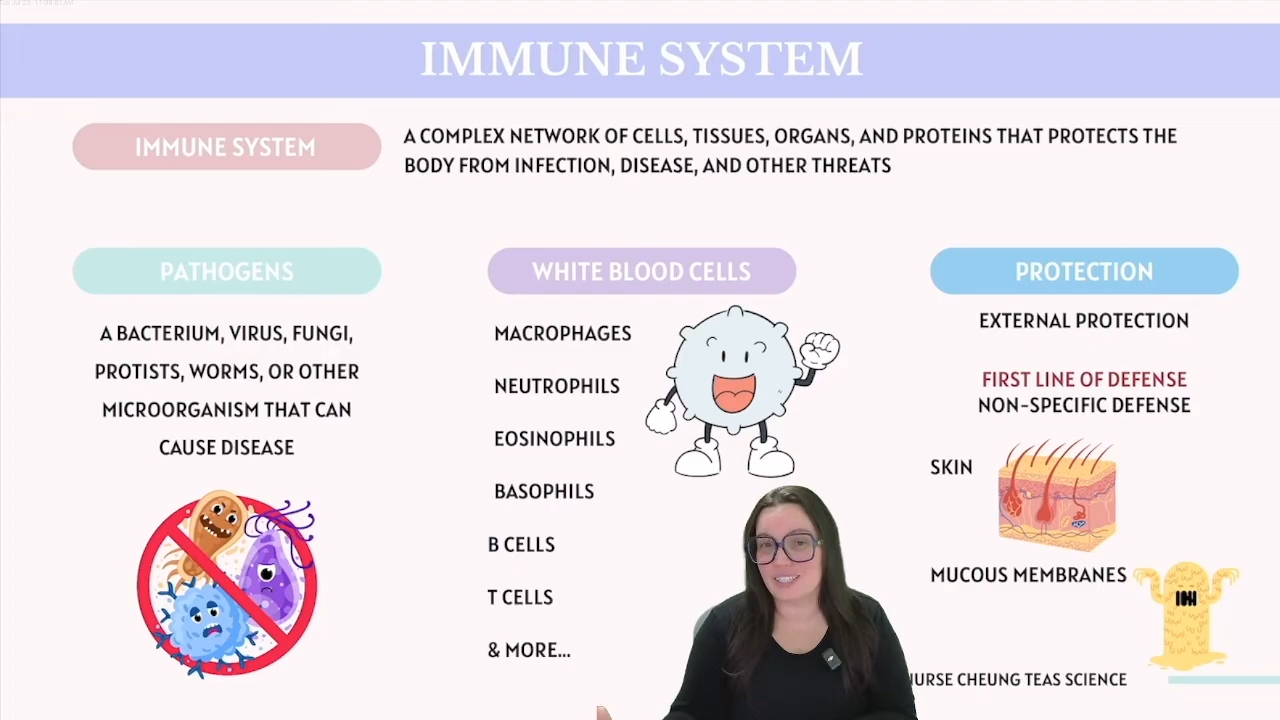 IMMUNE SYSTEM
IMMUNE SYSTEM
A COMPLEX NETWORK OF CELLS, TISSUES, ORGANS, AND PROTEINS THAT PROTECTS THE
BODY FROM INFECTION, DISEASE, AND OTHER THREATS
PATHOGENS
A BACTERIUM, VIRUS, FUNGI,
PROTISTS, WORMS, OR OTHER
MICROORGANISM THAT CAN
CAUSE DISEASE
WHITE BLOOD CELLS
MACROPHAGES
NEUTROPHILS
EOSINOPHILS
BASOPHILS
B CELLS
T CELLS
& MORE...
PROTECTION
EXTERNAL PROTECTION
FIRST LINE OF DEFENSE
NON-SPECIFIC DEFENSE
SKIN
MUCOUS MEMBRANES
URSE CHEUNG TEAS SCIENCE